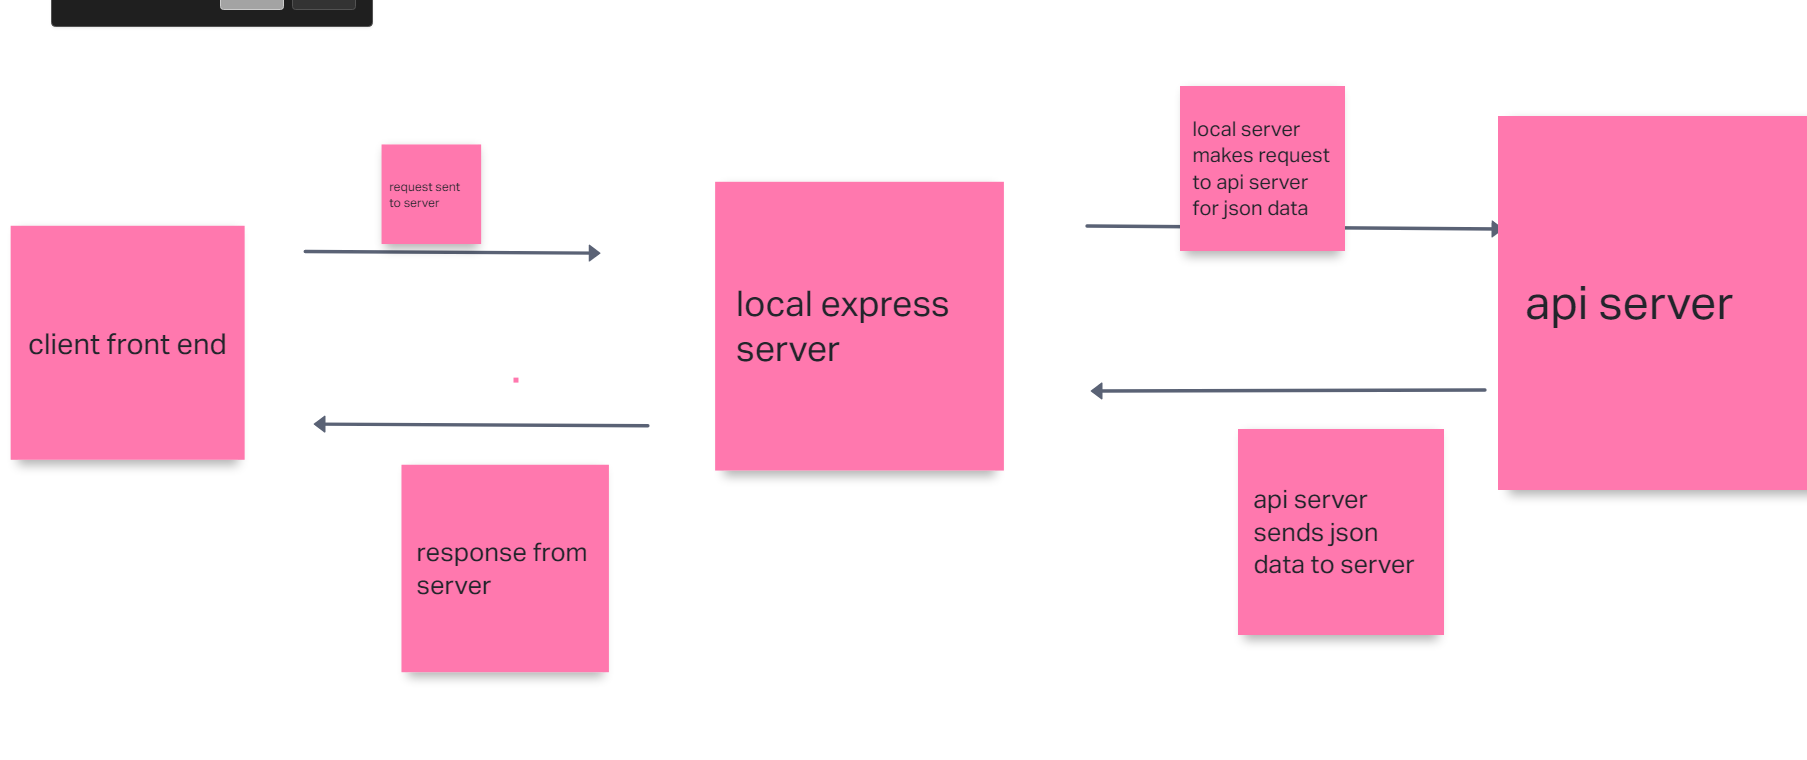 client front end
request sent
to server
response from
server
local express
server
local server
makes request
to api server
for json data
api server
sends json
data to server
api server